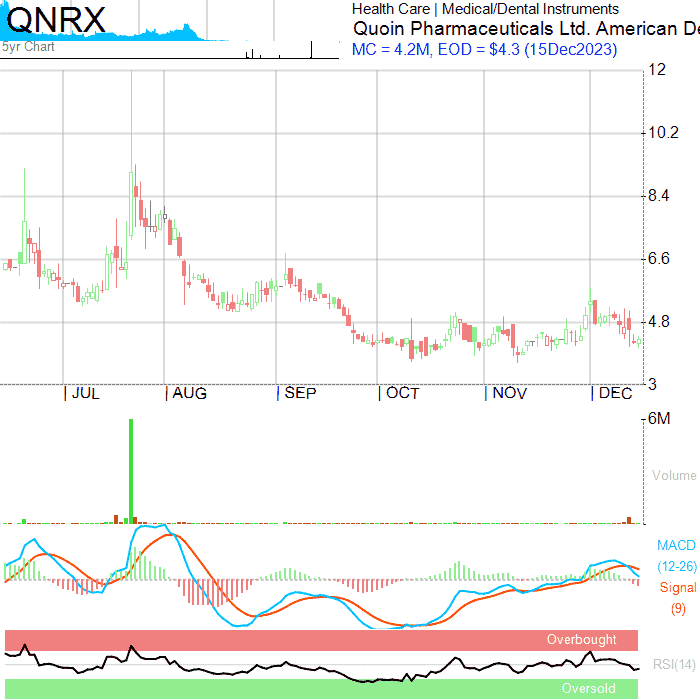 QNRX
5yr Chart
Health Care | Medical/Dental Instruments
Quoin Pharmaceuticals Ltd. American De
MC = 4.2M, EOD = $4.3 (15Dec2023)
12
10.2
8.4
6.6
4.8
3
JUL AUG SEP OCT NOV DEC
6M
Volume
MACD
(12-26)
Signal
(9)
Overbought
RSI(14)
Oversold